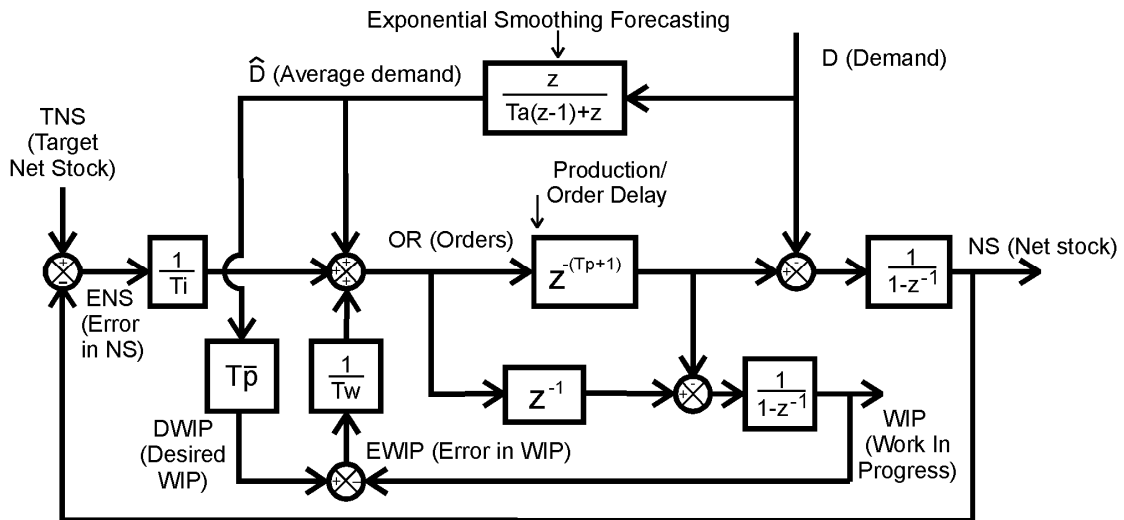 Exponential Smoothing Forecasting
D̂ (Average demand)
z
Ta(z-1)+z
D (Demand)
TNS
(Target
Net Stock)
Production/
Order Delay
+
-
1
Ti
+
+
+
OR (Orders)
z-(Tp+1)
+
-
1
1-z-1
NS (Net stock)
ENS
(Error
in NS)
Tp̄
1
Tw
z-1
+
-
1
1-z-1
WIP
(Work In
Progress)
DWIP
(Desired
WIP)
EWIP (Error in WIP)
+
-